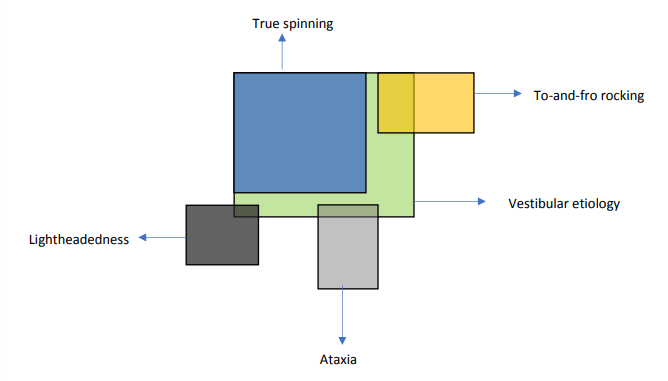 True spinning
To-and-fro rocking
Vestibular etiology
Lightheadedness
Ataxia